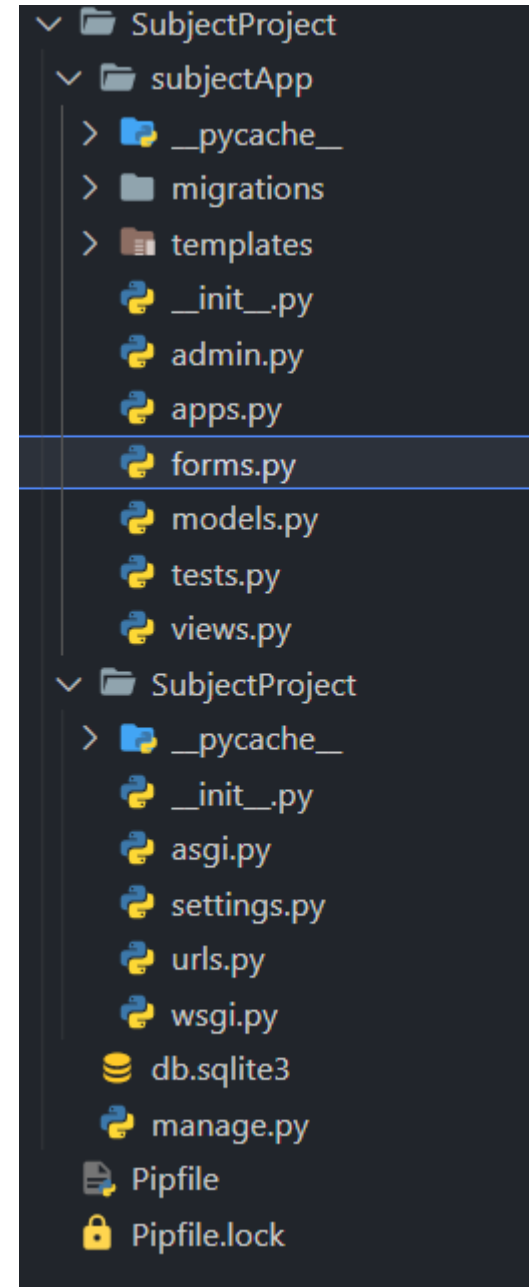 SubjectProject
subjectApp
__pycache__
migrations
templates
__init__.py
admin.py
apps.py
forms.py
models.py
tests.py
views.py
SubjectProject
__pycache__
__init__.py
asgi.py
settings.py
urls.py
wsgi.py
db.sqlite3
manage.py
Pipfile
Pipfile.lock